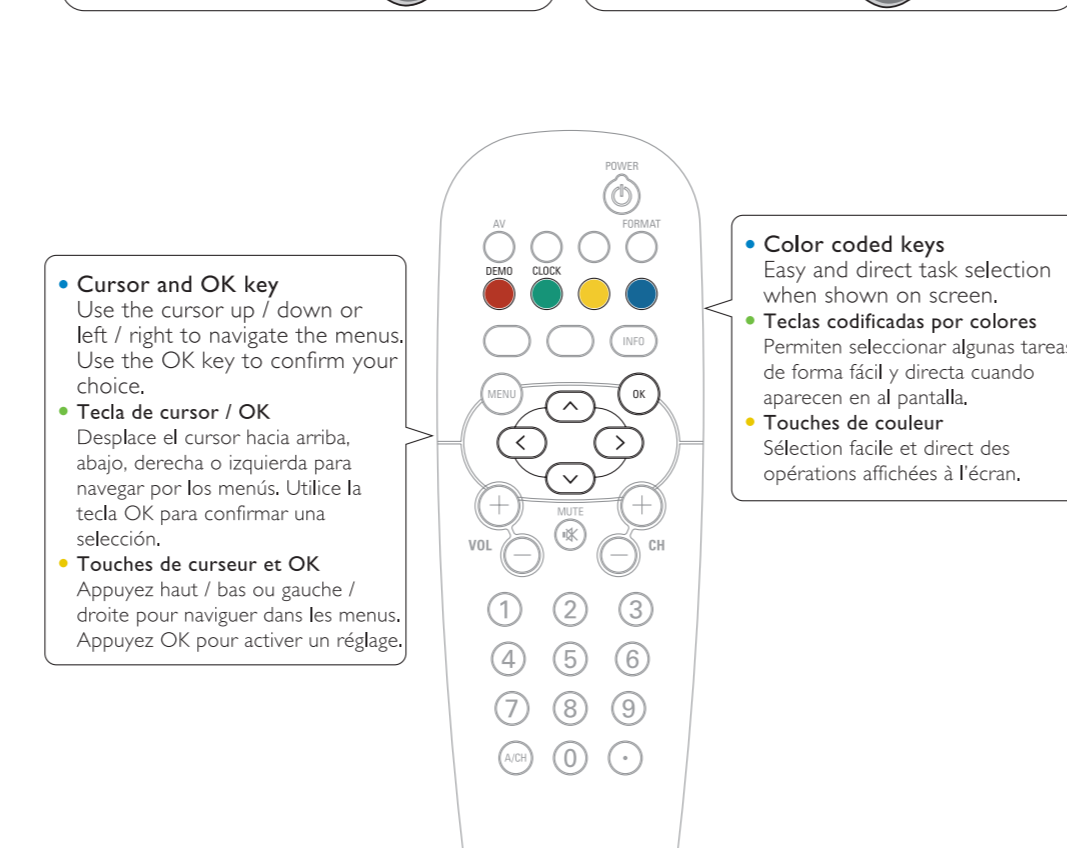 • Cursor and OK key
Use the cursor up / down or
left / right to navigate the menus.
Use the OK key to confirm your
choice.
• Tecla de cursor / OK
Desplace el cursor hacia arriba,
abajo, derecha o izquierda para
navegar por los menús. Utilice la
tecla OK para confirmar una
selección.
• Touches de curseur et OK
Appuyez haut / bas ou gauche /
droite pour naviguer dans les menus.
Appuyez OK pour activer un réglage.
POWER
AV FORMAT
DEMO CLOCK
INFO
MENU OK
MUTE
VOL CH
1 2 3
4 5 6
7 8 9
A/CH 0 •
• Color coded keys
Easy and direct task selection
when shown on screen.
• Teclas codificadas por colores
Permiten seleccionar algunas tareas
de forma fácil y directa cuando
aparecen en al pantalla.
• Touches de couleur
Sélection facile et direct des
opérations affichées à l'écran.